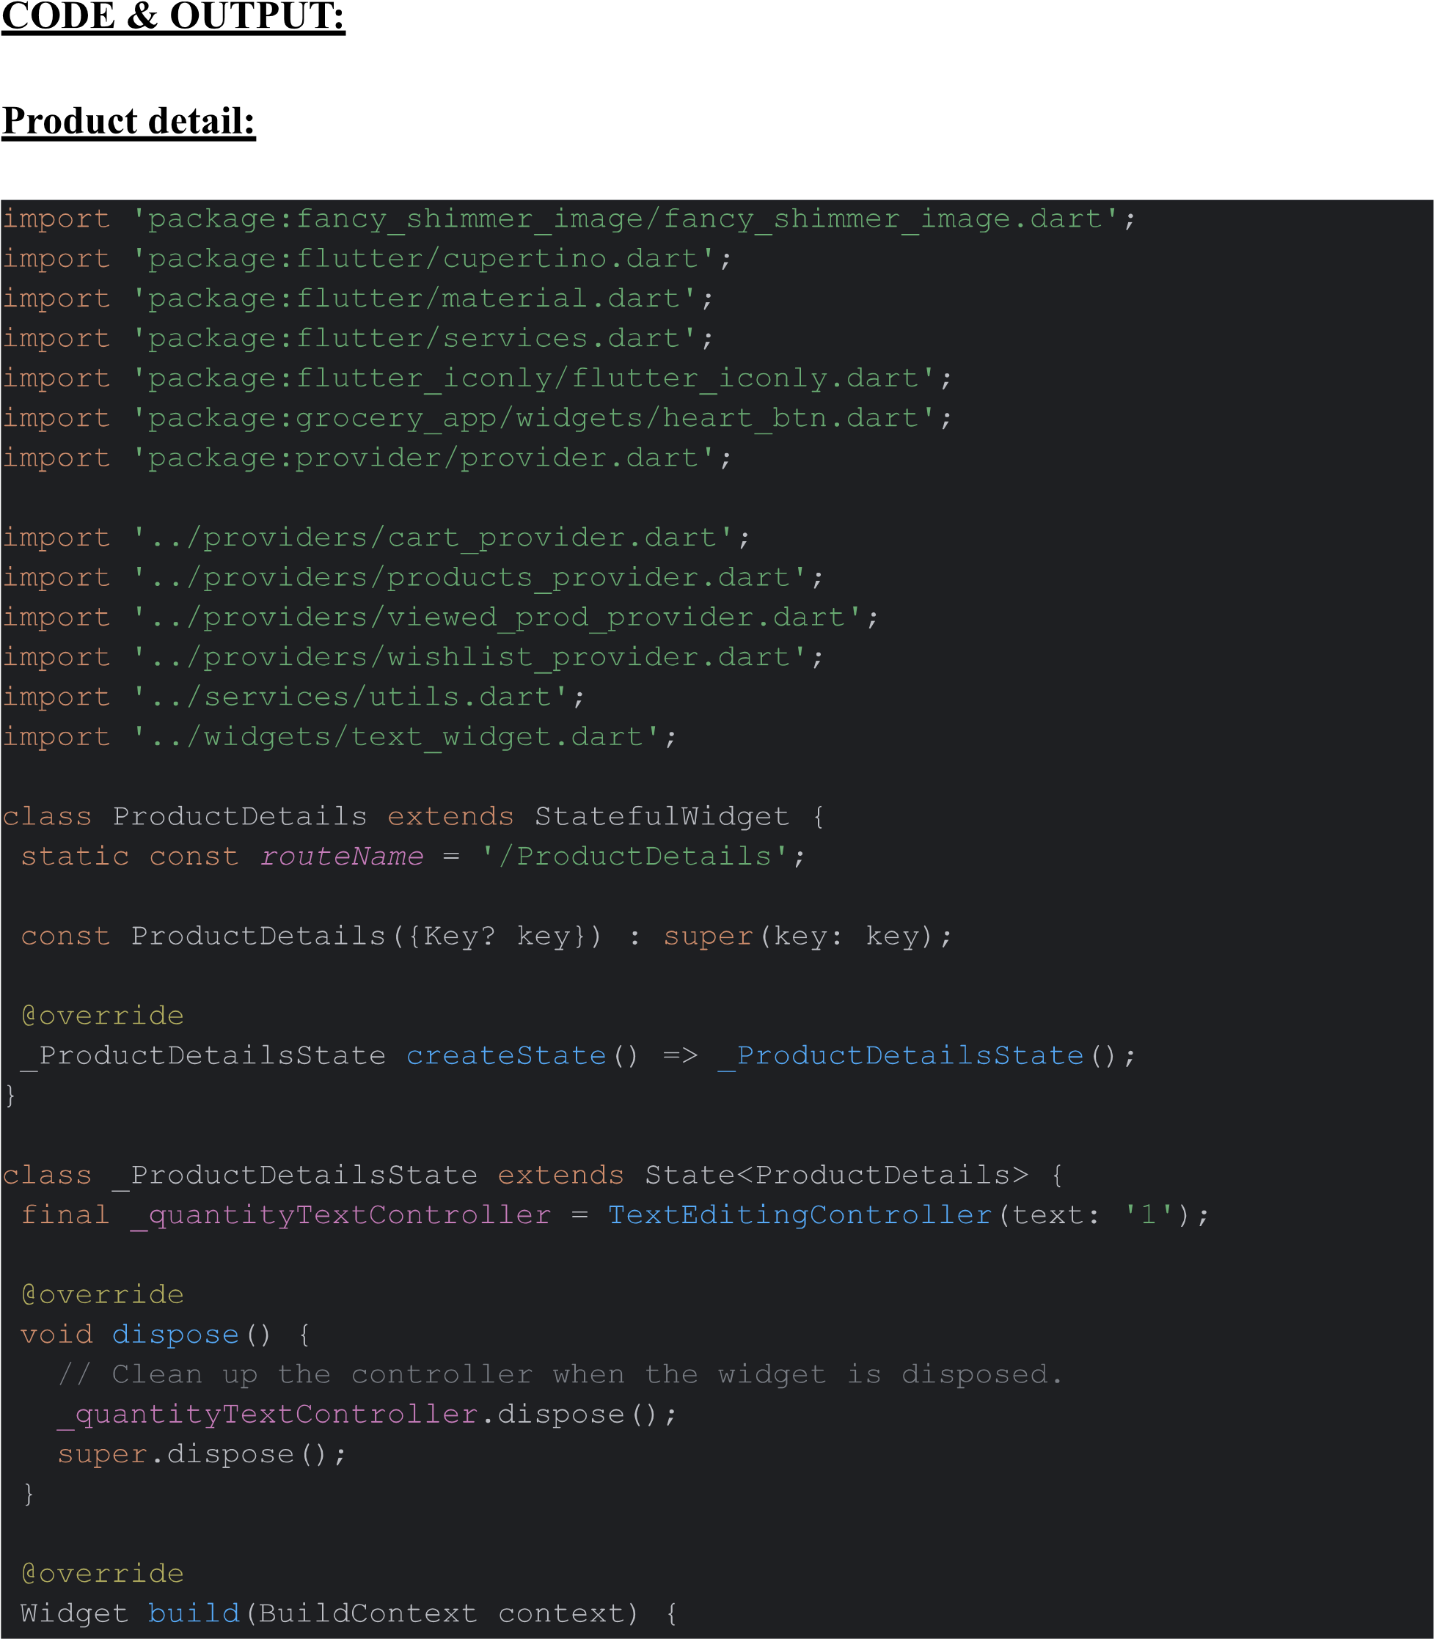 CODE & OUTPUT:
Product detail:
import 'package:fancy_shimmer_image/fancy_shimmer_image.dart';
import 'package:flutter/cupertino.dart';
import 'package:flutter/material.dart';
import 'package:flutter/services.dart';
import 'package:flutter_iconly/flutter_iconly.dart';
import 'package:grocery_app/widgets/heart_btn.dart';
import 'package:provider/provider.dart';

import '../providers/cart_provider.dart';
import '../providers/products_provider.dart';
import '../providers/viewed_prod_provider.dart';
import '../providers/wishlist_provider.dart';
import '../services/utils.dart';
import '../widgets/text_widget.dart';

class ProductDetails extends StatefulWidget {
 static const routeName = '/ProductDetails';

 const ProductDetails({Key? key}) : super(key: key);

 @override
 _ProductDetailsState createState() => _ProductDetailsState();
}

class _ProductDetailsState extends State<ProductDetails> {
 final _quantityTextController = TextEditingController(text: '1');

 @override
 void dispose() {
   // Clean up the controller when the widget is disposed.
   _quantityTextController.dispose();
   super.dispose();
 }

 @override
 Widget build(BuildContext context) {